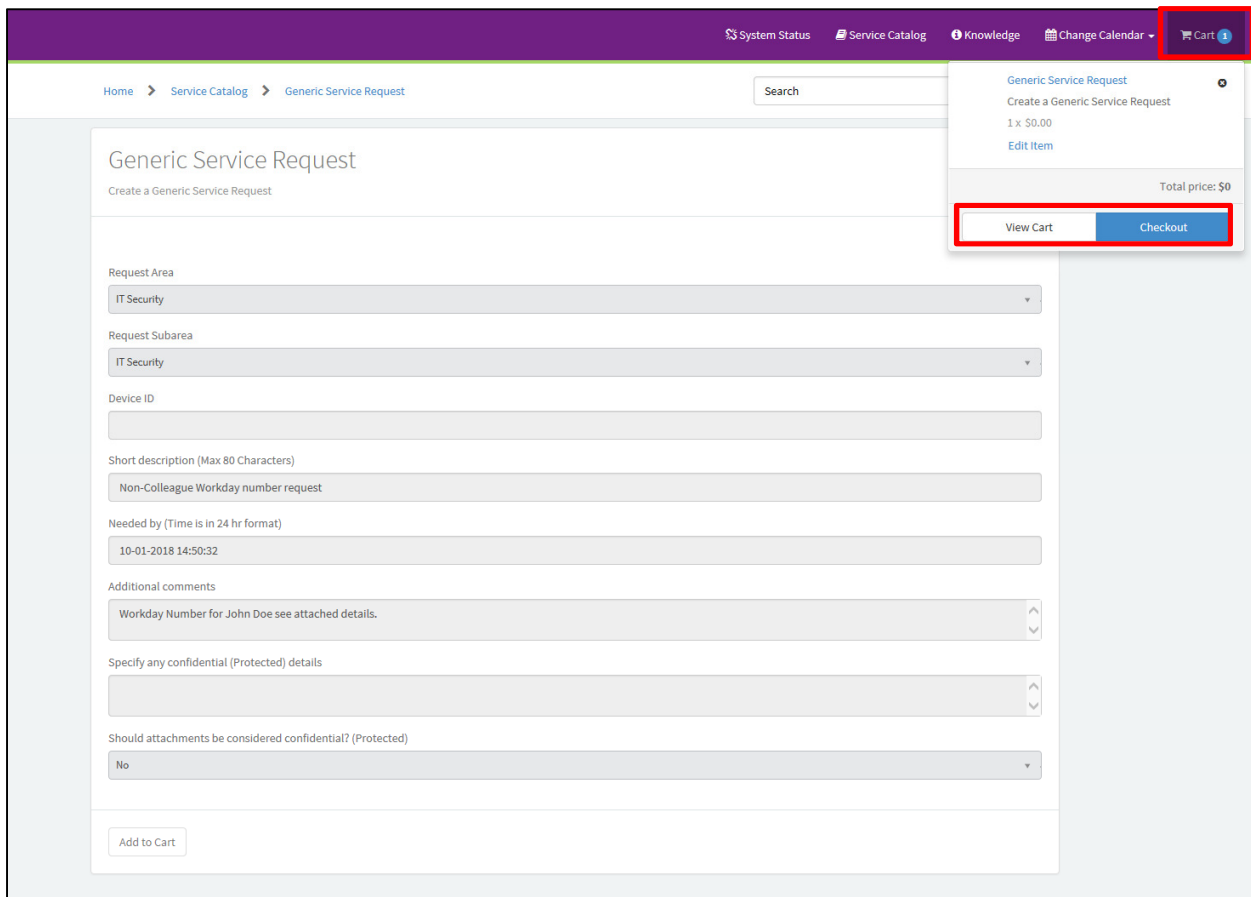 System Status Service Catalog Knowledge Change Calendar Cart 1
Home Service Catalog Generic Service Request
Search
Generic Service Request
Create a Generic Service Request
1 x $0.00
Edit Item
Total price: $0
View Cart Checkout
Generic Service Request
Create a Generic Service Request
Request Area
IT Security
Request Subarea
IT Security
Device ID
Short description (Max 80 Characters)
Non-Colleague Workday number request
Needed by (Time is in 24 hr format)
10-01-2018 14:50:32
Additional comments
Workday Number for John Doe see attached details.
Specify any confidential (Protected) details
Should attachments be considered confidential? (Protected)
No
Add to Cart